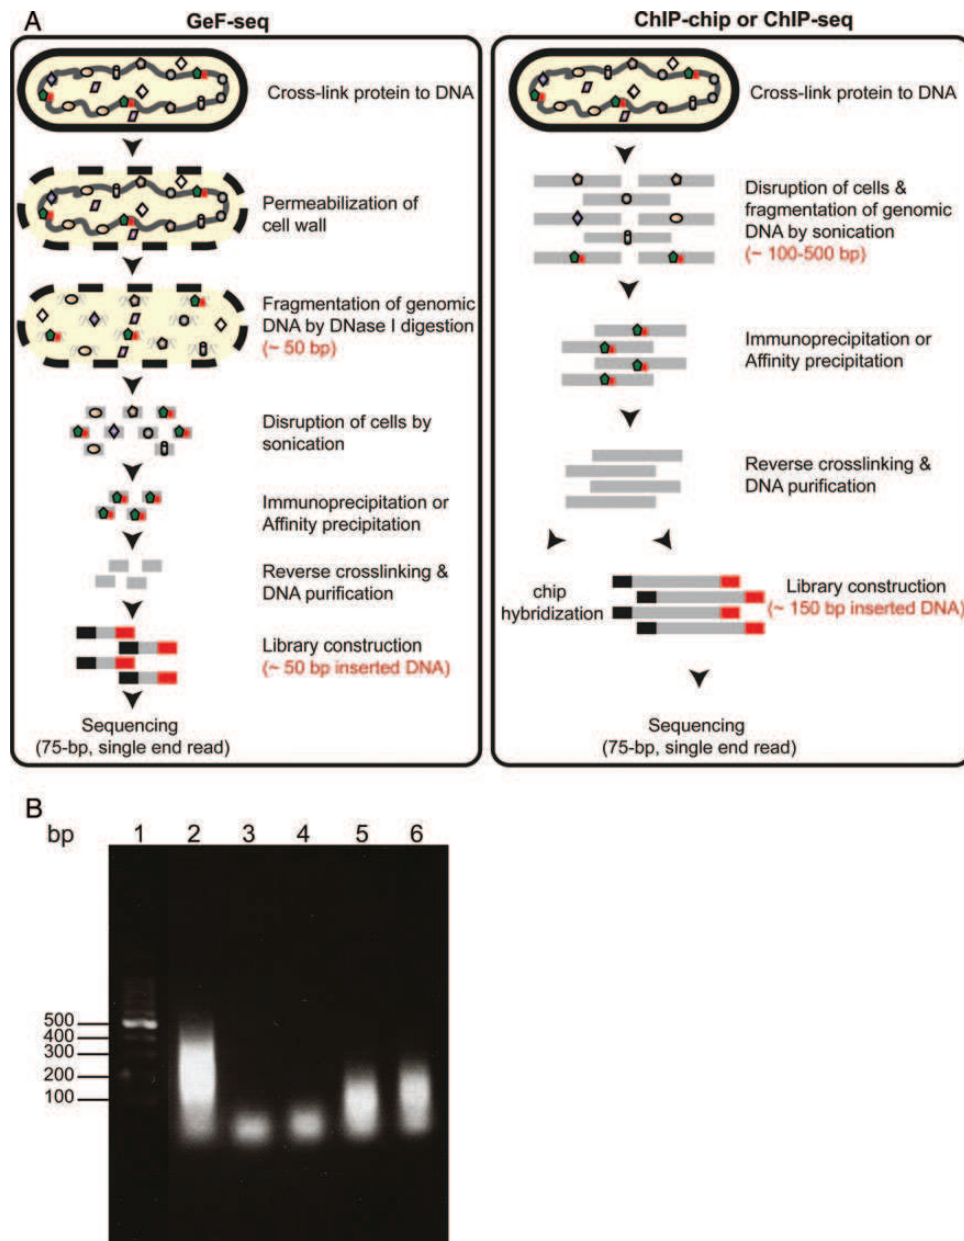 A
GeF-seq
Cross-link protein to DNA
Permeabilization of
cell wall
Fragmentation of genomic
DNA by DNase I digestion
(~ 50 bp)
Disruption of cells by
sonication
Immunoprecipitation or
Affinity precipitation
Reverse crosslinking &
DNA purification
Library construction
(~ 50 bp inserted DNA)
Sequencing
(75-bp, single end read)
ChIP-chip or ChIP-seq
Cross-link protein to DNA
Disruption of cells &
fragmentation of genomic
DNA by sonication
(~ 100-500 bp)
Immunoprecipitation or
Affinity precipitation
Reverse crosslinking &
DNA purification
chip
hybridization
Library construction
(~ 150 bp inserted DNA)
Sequencing
(75-bp, single end read)
B
bp 1 2 3 4 5 6
500
400
300
200
100